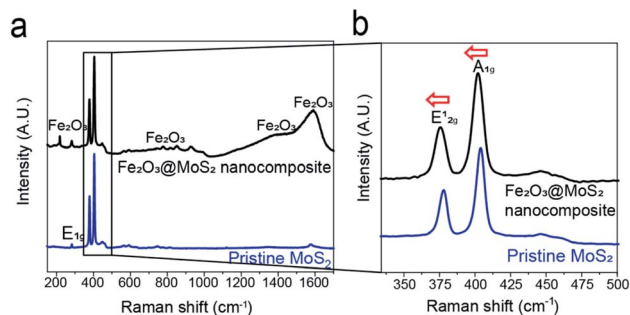 a
Intensity (A.U.)
Fe₂O₃
Fe₂O₃
Fe₂O₃
Fe₂O₃
Fe₂O₃@MoS₂ nanocomposite
E₁g
Pristine MoS₂
200 400 600 800 1000 1200 1400 1600
Raman shift (cm⁻¹)
b
Intensity (A.U.)
A₁g
E¹₂g
Fe₂O₃@MoS₂
nanocomposite
Pristine MoS₂
350 375 400 425 450 475 500
Raman shift (cm⁻¹)